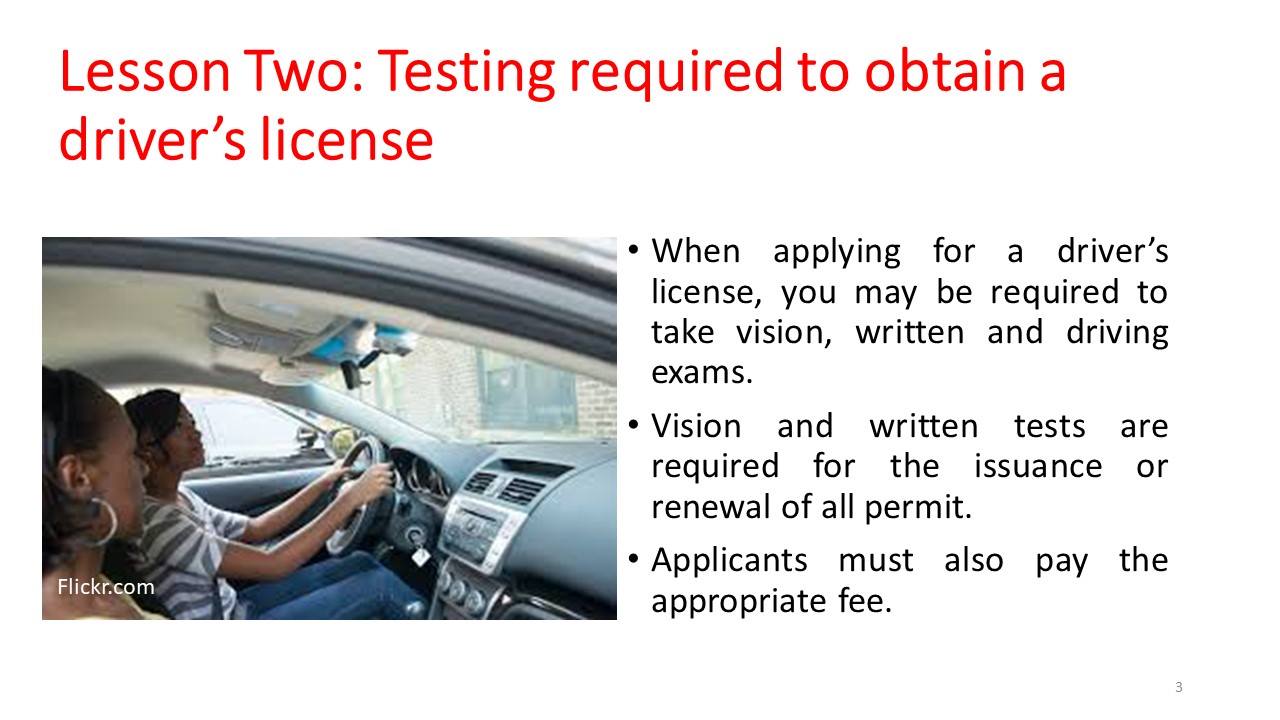 Lesson Two: Testing required to obtain a
driver’s license
• When applying for a driver’s
license, you may be required to
take vision, written and driving
exams.
• Vision and written tests are
required for the issuance or
renewal of all permit.
• Applicants must also pay the
appropriate fee.
Flickr.com
3